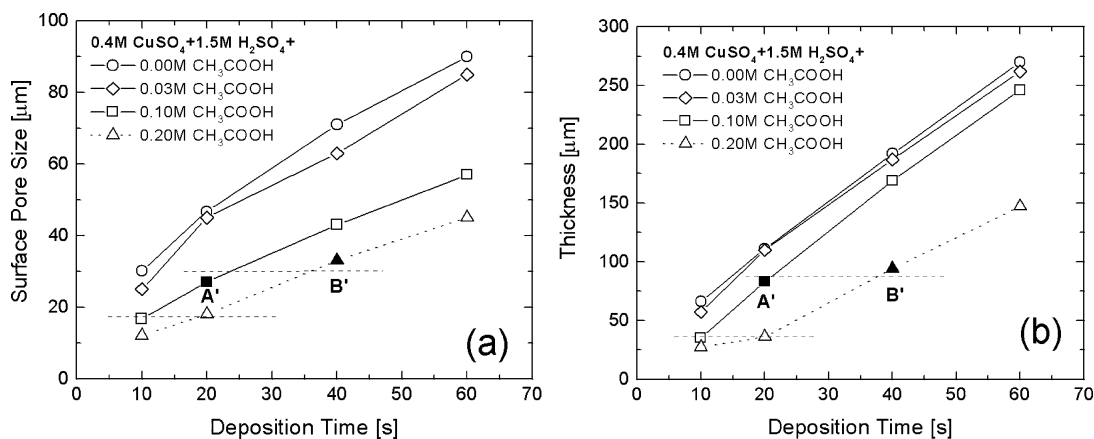 100
80
60
40
20
0
Surface Pore Size [μm]
0.4M CuSO₄+1.5M H₂SO₄+
0.00M CH₃COOH
0.03M CH₃COOH
0.10M CH₃COOH
0.20M CH₃COOH
A'
B'
(a)
0 10 20 30 40 50 60 70
Deposition Time [s]
300
250
200
150
100
50
0
Thickness [μm]
0.4M CuSO₄+1.5M H₂SO₄+
0.00M CH₃COOH
0.03M CH₃COOH
0.10M CH₃COOH
0.20M CH₃COOH
A'
B'
(b)
0 10 20 30 40 50 60 70
Deposition Time [s]